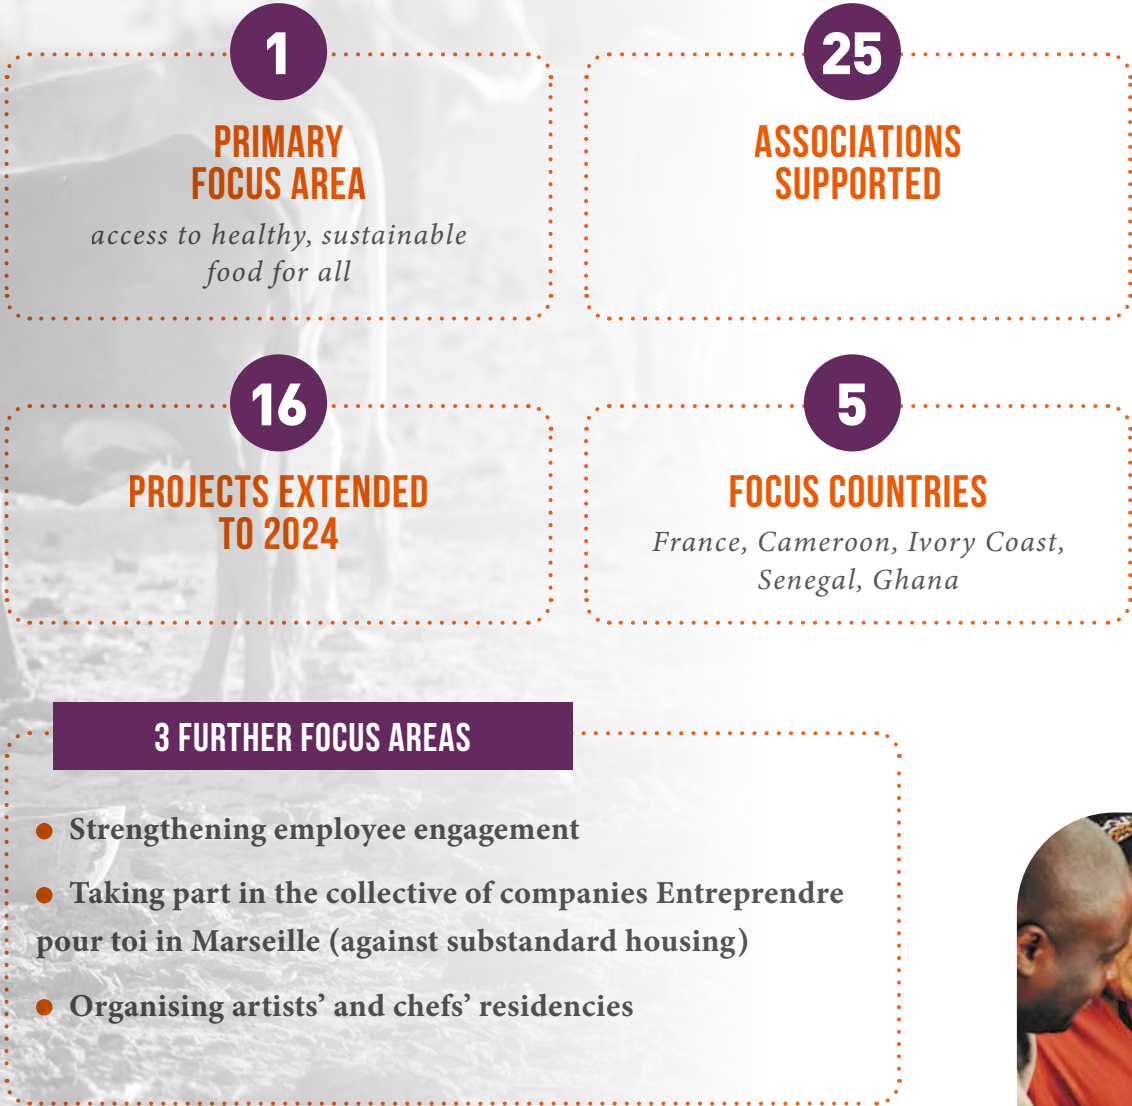 1
PRIMARY
FOCUS AREA
access to healthy, sustainable
food for all
25
ASSOCIATIONS
SUPPORTED
16
PROJECTS EXTENDED
TO 2024
5
FOCUS COUNTRIES
France, Cameroon, Ivory Coast,
Senegal, Ghana
3 FURTHER FOCUS AREAS
● Strengthening employee engagement
● Taking part in the collective of companies Entreprendre
pour toi in Marseille (against substandard housing)
● Organising artists’ and chefs’ residencies